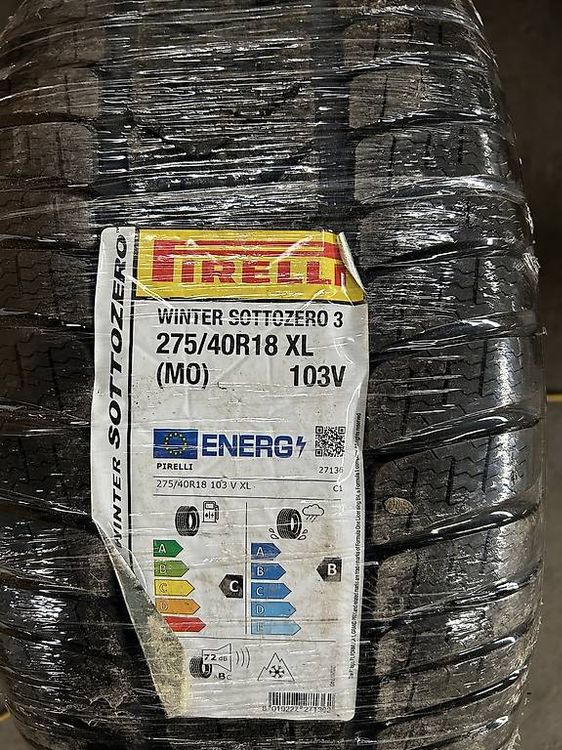 WINTER SOTTOZERO
PIRELLI
WINTER SOTTOZERO 3
275/40R18 XL
(MO) 103V
ENERG
PIRELLI 27136
275/40R18 103 V XL C1
A A
B B
C C
D D
E
C
B
72 dB
ABC